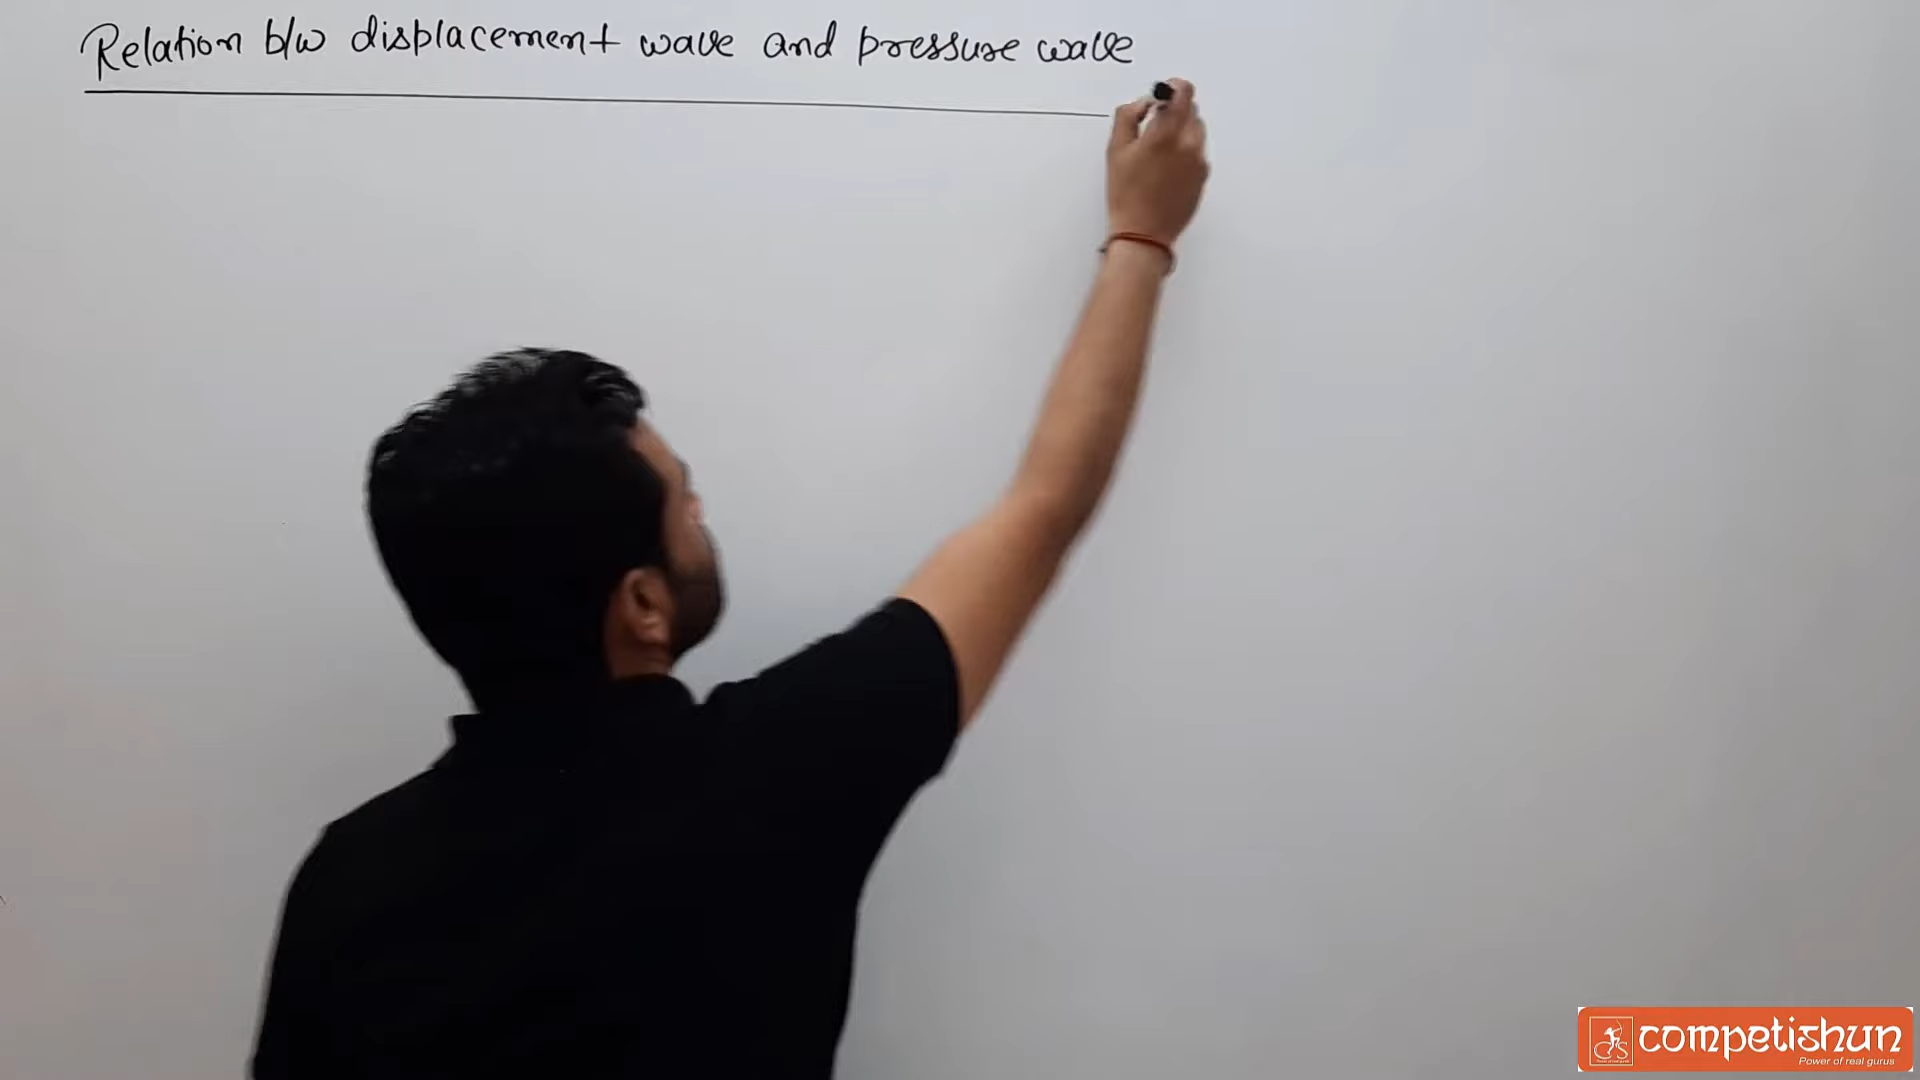 Relation b/w displacement wave and pressure wave
competishun
Power of real gurus